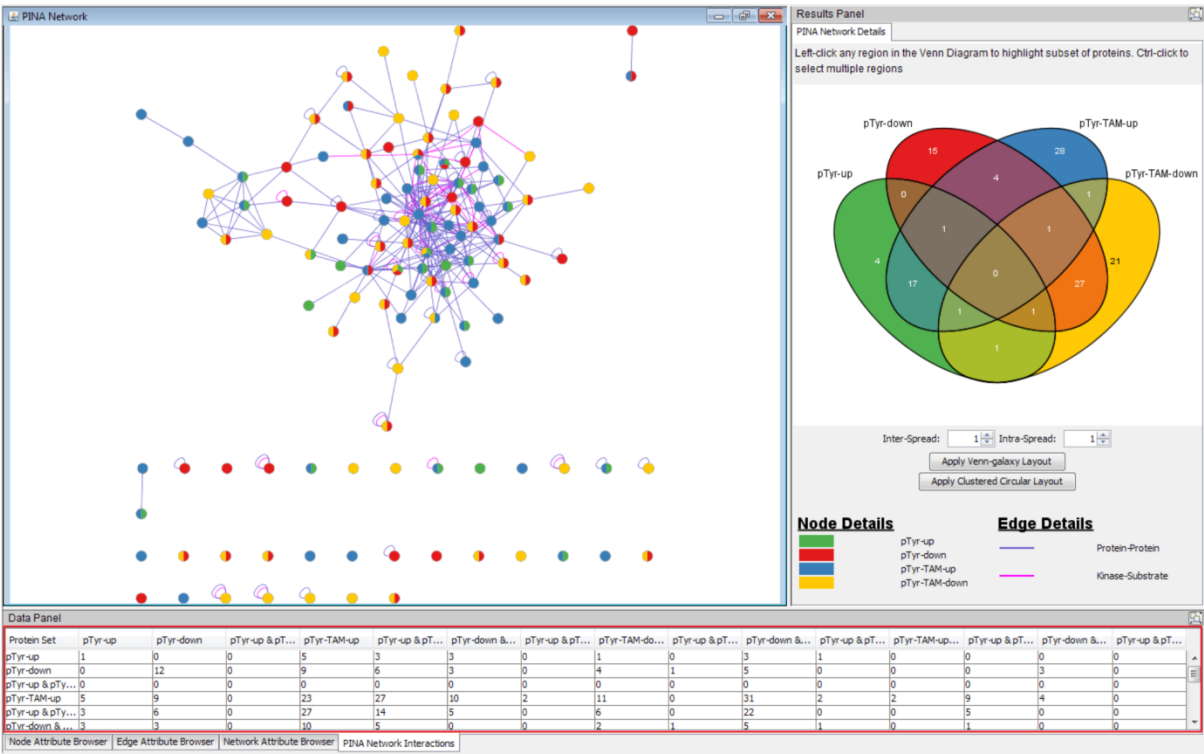 PINA Network
Results Panel
PINA Network Details
Left-click any region in the Venn Diagram to highlight subset of proteins. Ctrl-click to
select multiple regions
pTyr-down
pTyr-TAM-up
pTyr-up
pTyr-TAM-down
15
28
4
0
1
1
1
4
21
0
17
27
1
1
1
Inter-Spread: 1 Intra-Spread: 1
Apply Venn-galaxy Layout
Apply Clustered Circular Layout
Node Details
pTyr-up
pTyr-down
pTyr-TAM-up
pTyr-TAM-down
Edge Details
Protein-Protein
Kinase-Substrate
Data Panel
Protein Set pTyr-up pTyr-down pTyr-up & pT... pTyr-TAM-up pTyr-up & pT... pTyr-down &... pTyr-up & pT... pTyr-TAM-do... pTyr-up & pT... pTyr-down &... pTyr-up & pT... pTyr-TAM-up... pTyr-up & pT... pTyr-down &... pTyr-up & pT...
pTyr-up 1 0 0 5 3 3 0 1 0 3 1 0 0 0 0
pTyr-down 0 12 0 9 6 3 0 4 1 5 0 0 0 3 0
pTyr-up & pTy... 0 0 0 0 0 0 0 0 0 0 0 0 0 0 0
pTyr-TAM-up 5 9 0 23 27 10 2 11 0 31 2 2 9 4 0
pTyr-up & pTy... 3 6 0 27 14 5 0 6 0 22 0 0 5 0 0
pTyr-down & ... 3 3 0 10 5 0 0 2 1 5 1 0 1 0 0
Node Attribute Browser Edge Attribute Browser Network Attribute Browser PINA Network Interactions